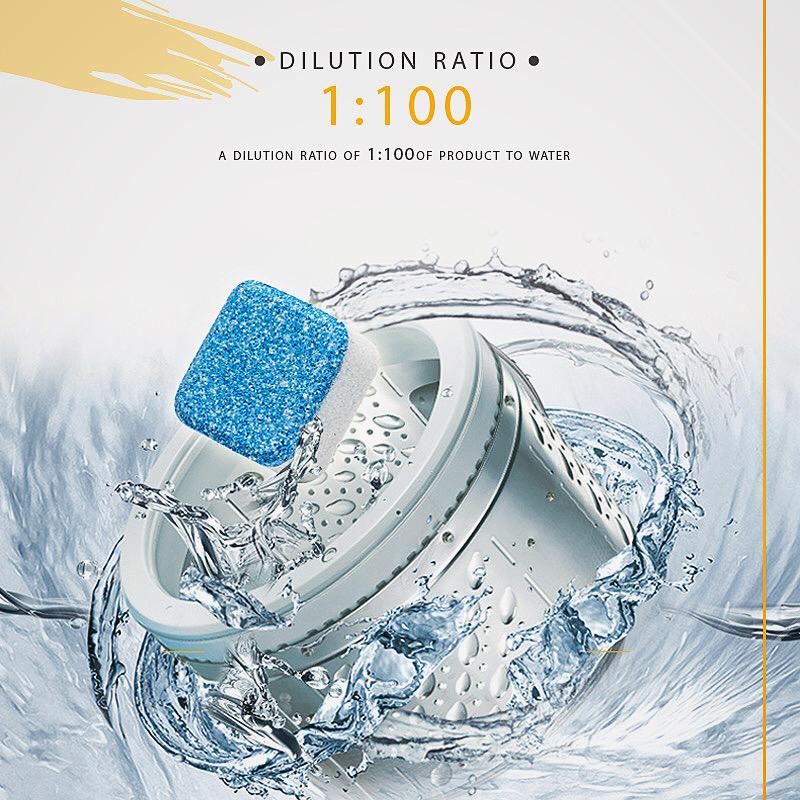 • DILUTION RATIO •
1:100
A DILUTION RATIO OF 1:100OF PRODUCT TO WATER